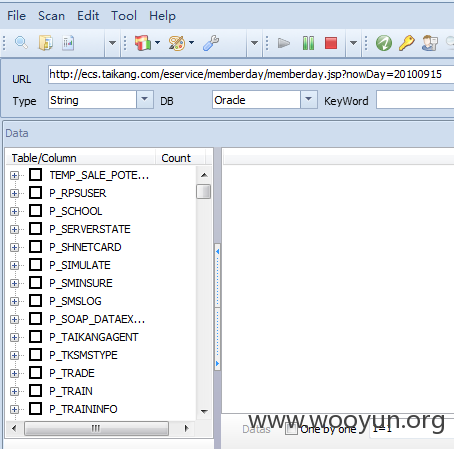 File Scan Edit Tool Help
URL http://ecs.taikang.com/eservice/memberday/memberday.jsp?nowDay=20100915
Type String DB Oracle KeyWord
Data
Table/Column Count
TEMP_SALE_POTE...
P_RPSUSER
P_SCHOOL
P_SERVERSTATE
P_SHNETCARD
P_SIMULATE
P_SMINSURE
P_SMSLOG
P_SOAP_DATAEX...
P_TAIKANGAGENT
P_TKSMSTYPE
P_TRADE
P_TRAIN
P_TRAININFO
www.wooyun.org
Datas One by one 1=1